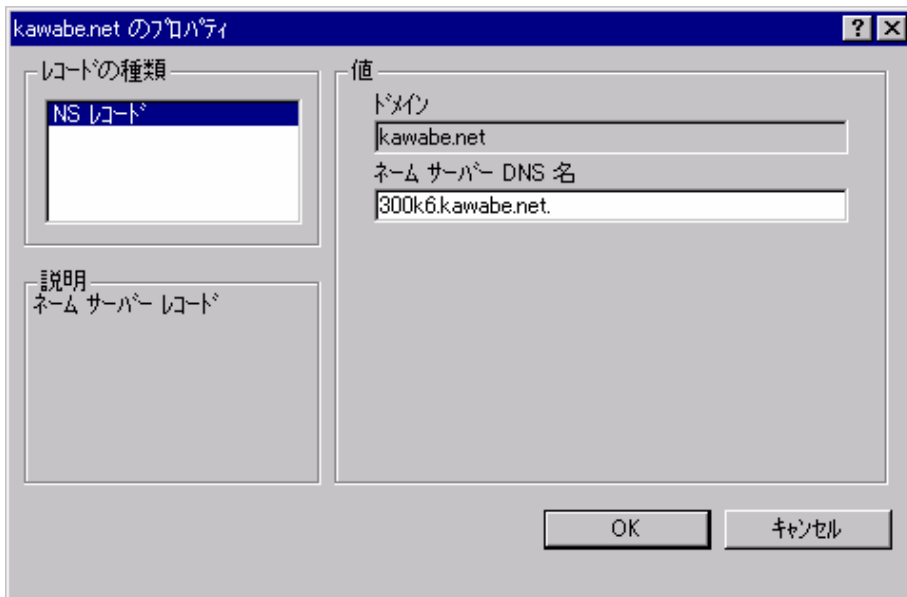 kawabe.net のﾌﾟﾛﾊﾟﾃｨ
ﾚｺｰﾄﾞの種類
NS ﾚｺｰﾄﾞ
説明
ﾈｰﾑ ｻｰﾊﾞｰ ﾚｺｰﾄﾞ
値
ﾄﾞﾒｲﾝ
kawabe.net
ﾈｰﾑ ｻｰﾊﾞｰ DNS 名
300k6.kawabe.net.
OK
ｷｬﾝｾﾙ